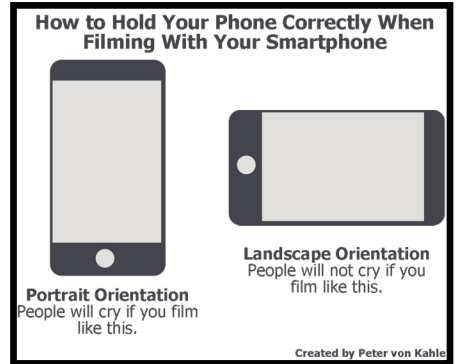 How to Hold Your Phone Correctly When
Filming With Your Smartphone
Portrait Orientation
People will cry if you film
like this.
Landscape Orientation
People will not cry if you
film like this.
Created by Peter von Kahle